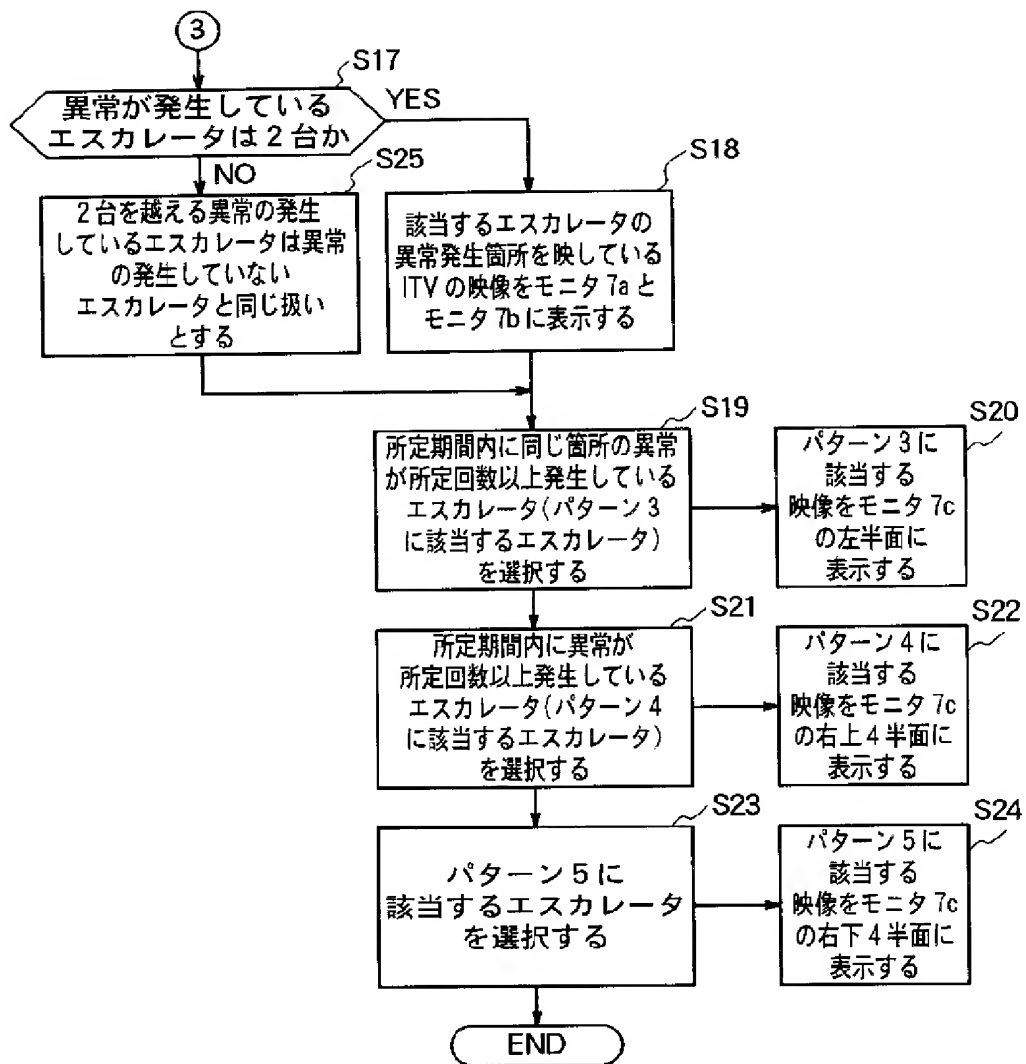 3
S17
異常が発生している
エスカレータは2台か
YES
NO
S25
2台を越える異常の発生
しているエスカレータは異常
の発生していない
エスカレータと同じ扱い
とする
S18
該当するエスカレータの
異常発生箇所を映している
ITVの映像をモニタ7aと
モニタ7bに表示する
S19
所定期間内に同じ箇所の異常
が所定回数以上発生している
エスカレータ(パターン3
に該当するエスカレータ)
を選択する
S20
パターン3に
該当する
映像をモニタ7c
の左半面に
表示する
S21
所定期間内に異常が
所定回数以上発生している
エスカレータ(パターン4
に該当するエスカレータ)
を選択する
S22
パターン4に
該当する
映像をモニタ7c
の右上4半面に
表示する
S23
パターン5に
該当するエスカレータ
を選択する
S24
パターン5に
該当する
映像をモニタ7c
の右下4半面に
表示する
END